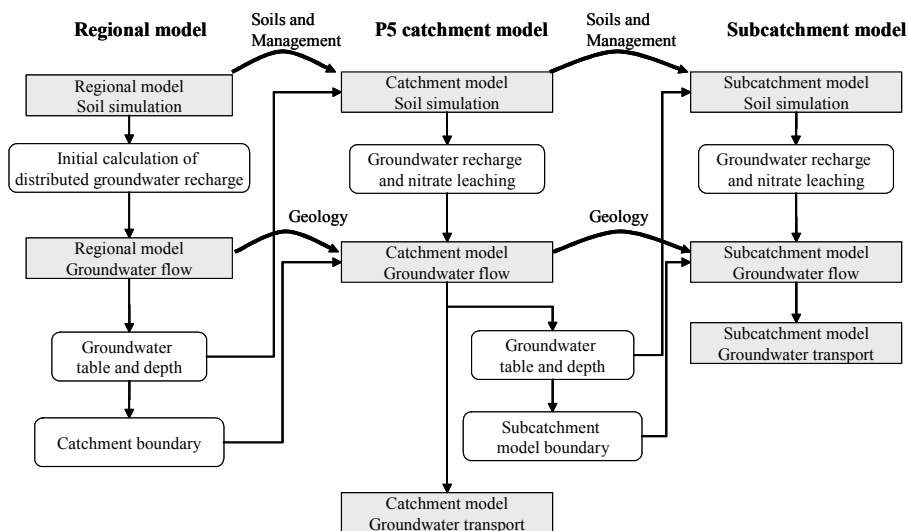 Regional model
P5 catchment model
Subcatchment model
Soils and
Management
Soils and
Management
Regional model
Soil simulation
Catchment model
Soil simulation
Subcatchment model
Soil simulation
Initial calculation of
distributed groundwater recharge
Groundwater recharge
and nitrate leaching
Groundwater recharge
and nitrate leaching
Geology
Geology
Regional model
Groundwater flow
Catchment model
Groundwater flow
Subcatchment model
Groundwater flow
Groundwater
table and depth
Groundwater
table and depth
Subcatchment model
Groundwater transport
Catchment boundary
Subcatchment
model boundary
Catchment model
Groundwater transport